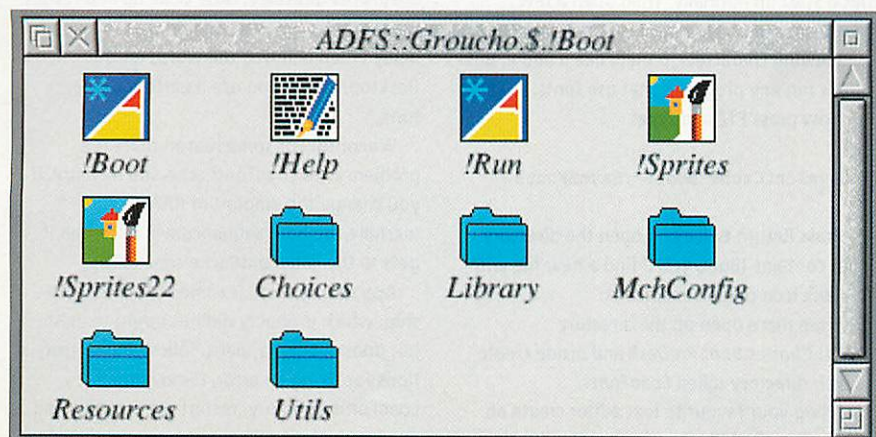 ADFS::Groucho.$.!Boot
!Boot !Help !Run !Sprites
!Sprites22 Choices Library MchConfig
Resources Utils